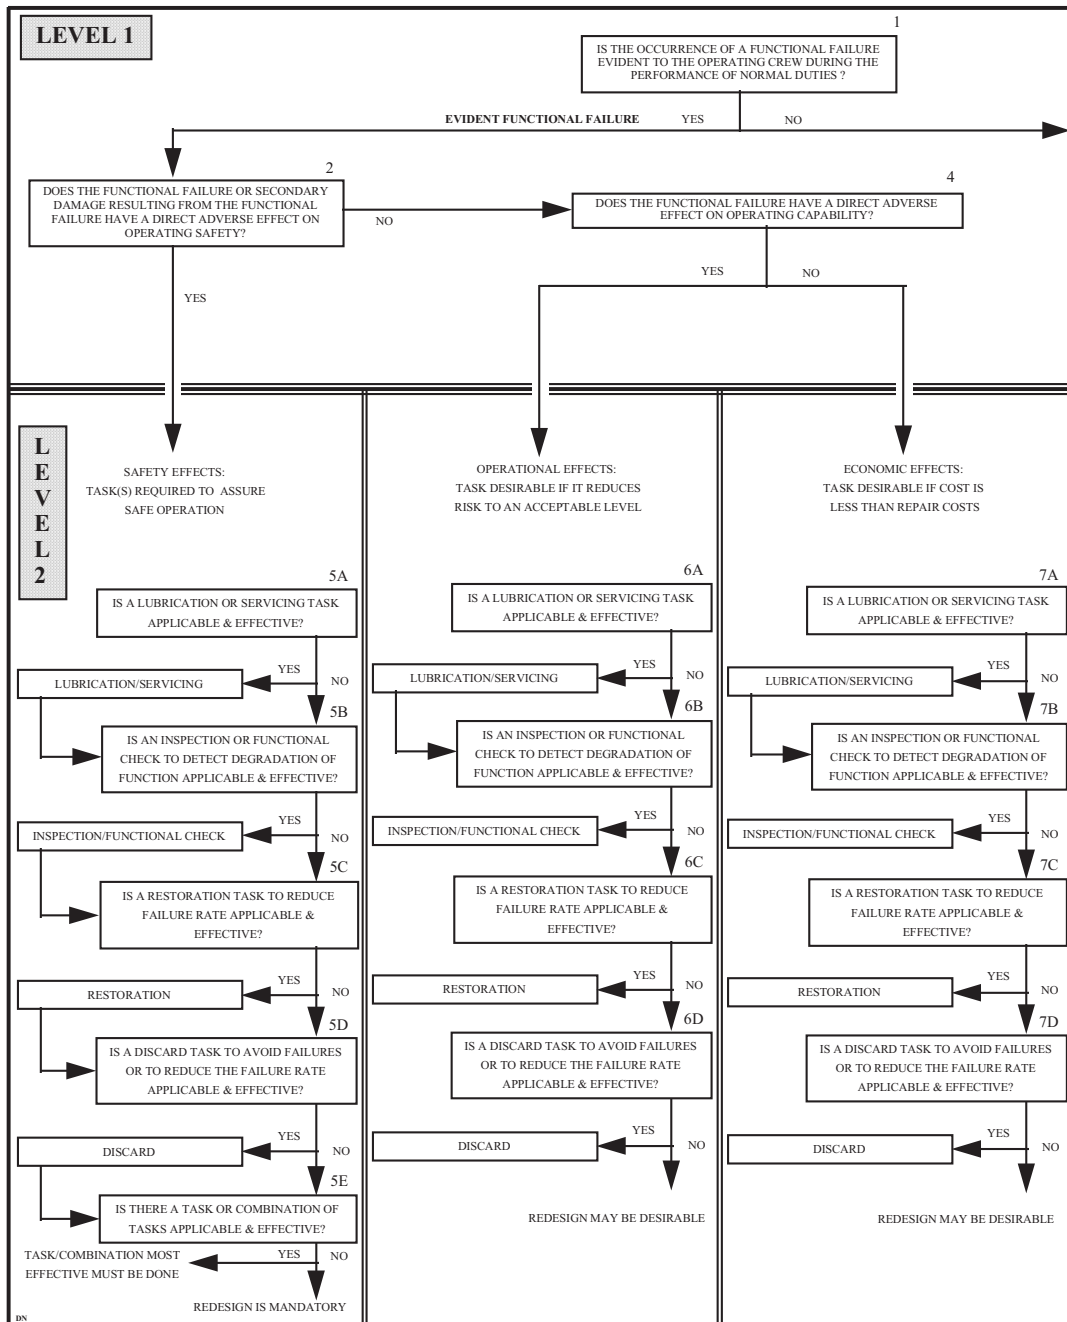 LEVEL 1
1
IS THE OCCURRENCE OF A FUNCTIONAL FAILURE
EVIDENT TO THE OPERATING CREW DURING THE
PERFORMANCE OF NORMAL DUTIES ?
EVIDENT FUNCTIONAL FAILURE
YES
NO
2
DOES THE FUNCTIONAL FAILURE OR SECONDARY
DAMAGE RESULTING FROM THE FUNCTIONAL
FAILURE HAVE A DIRECT ADVERSE EFFECT ON
OPERATING SAFETY?
NO
YES
4
DOES THE FUNCTIONAL FAILURE HAVE A DIRECT ADVERSE
EFFECT ON OPERATING CAPABILITY?
YES
NO
L
E
V
E
L
2
SAFETY EFFECTS:
TASK(S) REQUIRED TO ASSURE
SAFE OPERATION
5A
IS A LUBRICATION OR SERVICING TASK
APPLICABLE & EFFECTIVE?
YES
NO
LUBRICATION/SERVICING
5B
IS AN INSPECTION OR FUNCTIONAL
CHECK TO DETECT DEGRADATION OF
FUNCTION APPLICABLE & EFFECTIVE?
YES
NO
INSPECTION/FUNCTIONAL CHECK
5C
IS A RESTORATION TASK TO REDUCE
FAILURE RATE APPLICABLE &
EFFECTIVE?
YES
NO
RESTORATION
5D
IS A DISCARD TASK TO AVOID FAILURES
OR TO REDUCE THE FAILURE RATE
APPLICABLE & EFFECTIVE?
YES
NO
DISCARD
5E
IS THERE A TASK OR COMBINATION OF
TASKS APPLICABLE & EFFECTIVE?
YES
NO
TASK/COMBINATION MOST
EFFECTIVE MUST BE DONE
REDESIGN IS MANDATORY
OPERATIONAL EFFECTS:
TASK DESIRABLE IF IT REDUCES
RISK TO AN ACCEPTABLE LEVEL
6A
IS A LUBRICATION OR SERVICING TASK
APPLICABLE & EFFECTIVE?
YES
NO
LUBRICATION/SERVICING
6B
IS AN INSPECTION OR FUNCTIONAL
CHECK TO DETECT DEGRADATION OF
FUNCTION APPLICABLE & EFFECTIVE?
YES
NO
INSPECTION/FUNCTIONAL CHECK
6C
IS A RESTORATION TASK TO REDUCE
FAILURE RATE APPLICABLE &
EFFECTIVE?
YES
NO
RESTORATION
6D
IS A DISCARD TASK TO AVOID FAILURES
OR TO REDUCE THE FAILURE RATE
APPLICABLE & EFFECTIVE?
YES
NO
DISCARD
REDESIGN MAY BE DESIRABLE
ECONOMIC EFFECTS:
TASK DESIRABLE IF COST IS
LESS THAN REPAIR COSTS
7A
IS A LUBRICATION OR SERVICING TASK
APPLICABLE & EFFECTIVE?
YES
NO
LUBRICATION/SERVICING
7B
IS AN INSPECTION OR FUNCTIONAL
CHECK TO DETECT DEGRADATION OF
FUNCTION APPLICABLE & EFFECTIVE?
YES
NO
INSPECTION/FUNCTIONAL CHECK
7C
IS A RESTORATION TASK TO REDUCE
FAILURE RATE APPLICABLE &
EFFECTIVE?
YES
NO
RESTORATION
7D
IS A DISCARD TASK TO AVOID FAILURES
OR TO REDUCE THE FAILURE RATE
APPLICABLE & EFFECTIVE?
YES
NO
DISCARD
REDESIGN MAY BE DESIRABLE
DN